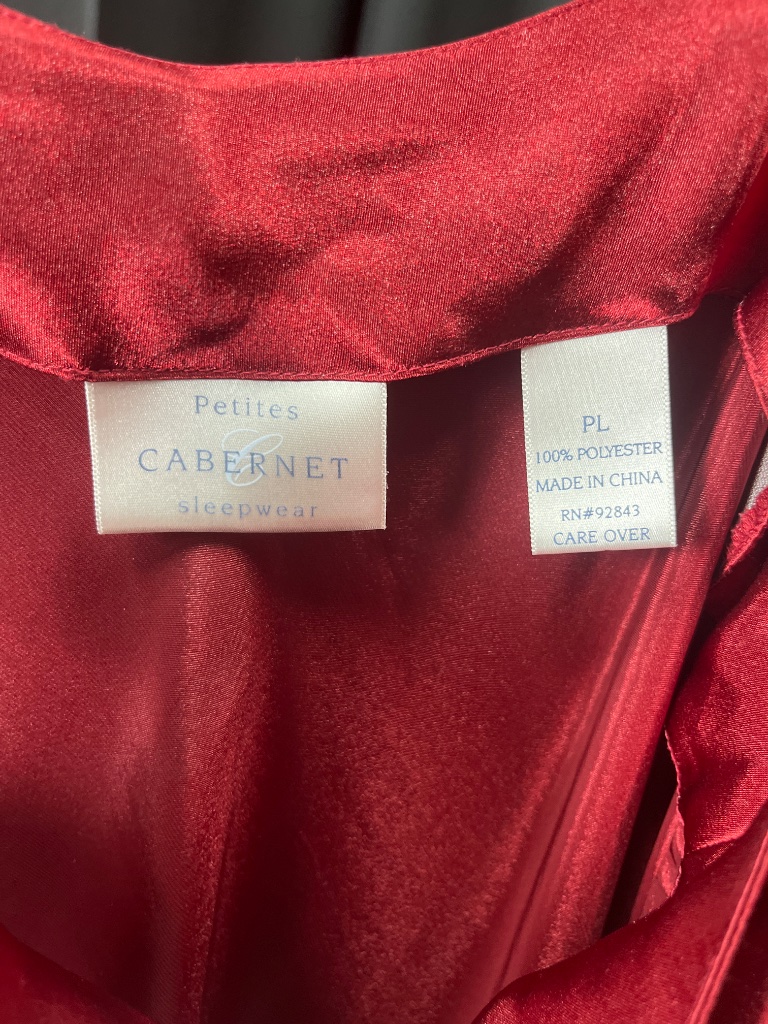 Petites
C
CABERNET
sleepwear
PL
100% POLYESTER
MADE IN CHINA
RN#92843
CARE OVER